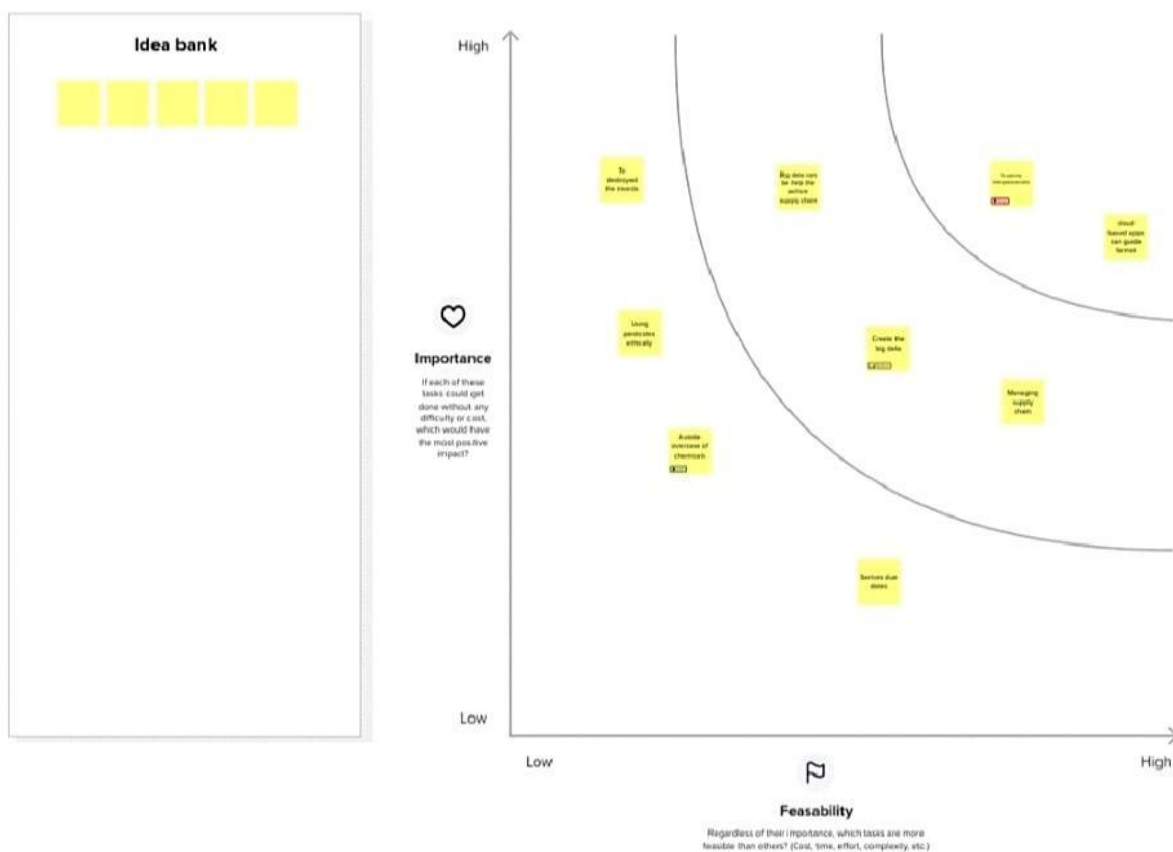 Idea bank
High
To
destroyed
the insects
Big data can
be help the
entire
supply chain
To
cloud
based apps
can guide
farmer
Importance
If each of these
tasks could get
done without any
difficulty or cost,
which would have
the most positive
impact?
Using
pesticides
ethically
Create the
big data
Managing
supply
chain
Avoide
overuse of
chemicals
due
dates
Low
Low
High
Feasability
Regardless of their importance, which tasks are more
feasible than others? (Cost, time, effort, complexity, etc.)